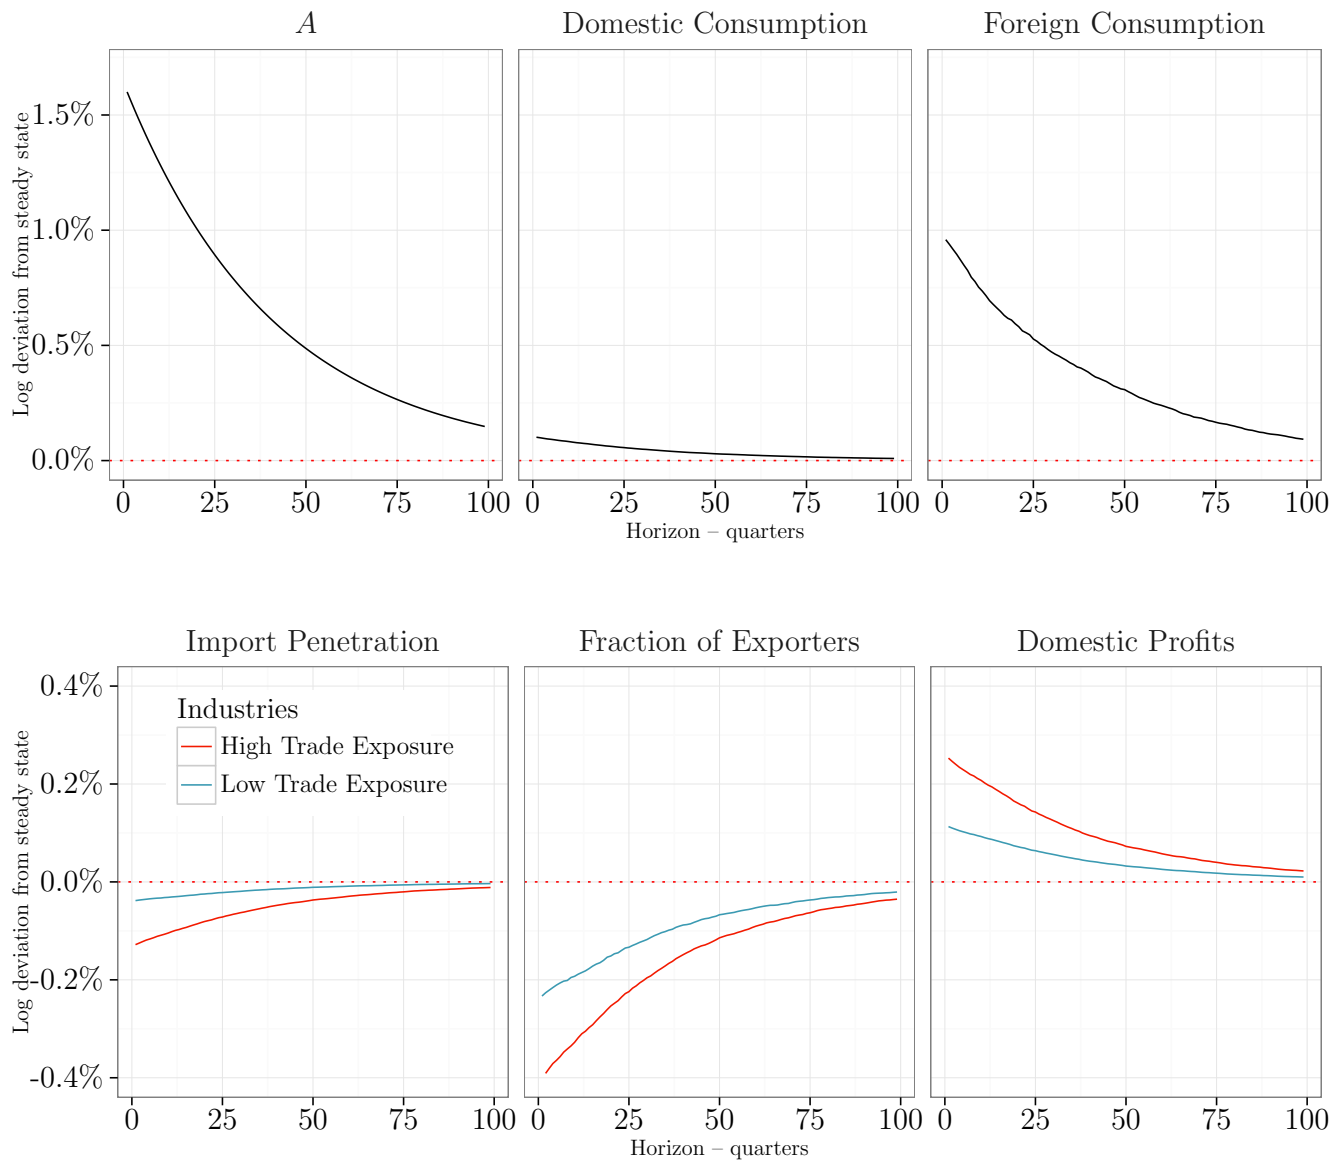 A Domestic Consumption Foreign Consumption
Log deviation from steady state
1.5%
1.0%
0.5%
0.0%
0 25 50 75 100 0 25 50 75 100 0 25 50 75 100
Horizon – quarters
Import Penetration Fraction of Exporters Domestic Profits
Log deviation from steady state
0.4%
0.2%
0.0%
-0.2%
-0.4%
Industries
High Trade Exposure
Low Trade Exposure
0 25 50 75 100 0 25 50 75 100 0 25 50 75 100
Horizon – quarters